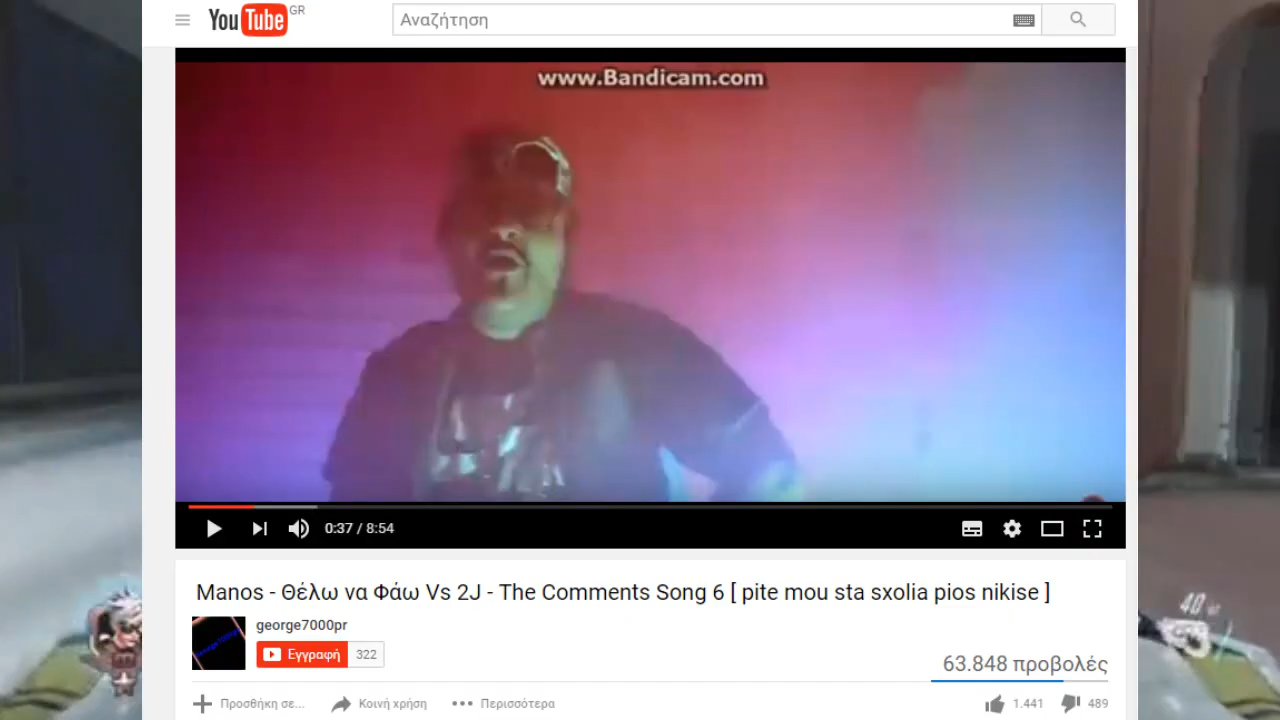 YouTube GR
Αναζήτηση
www.Bandicam.com
0:37 / 8:54
Manos - Θέλω να Φάω Vs 2J - The Comments Song 6 [ pite mou sta sxolia pios nikise ]
george7000pr
Εγγραφή 322
63.848 προβολές
Προσθήκη σε... Κοινή χρήση Περισσότερα 1.441 489
40